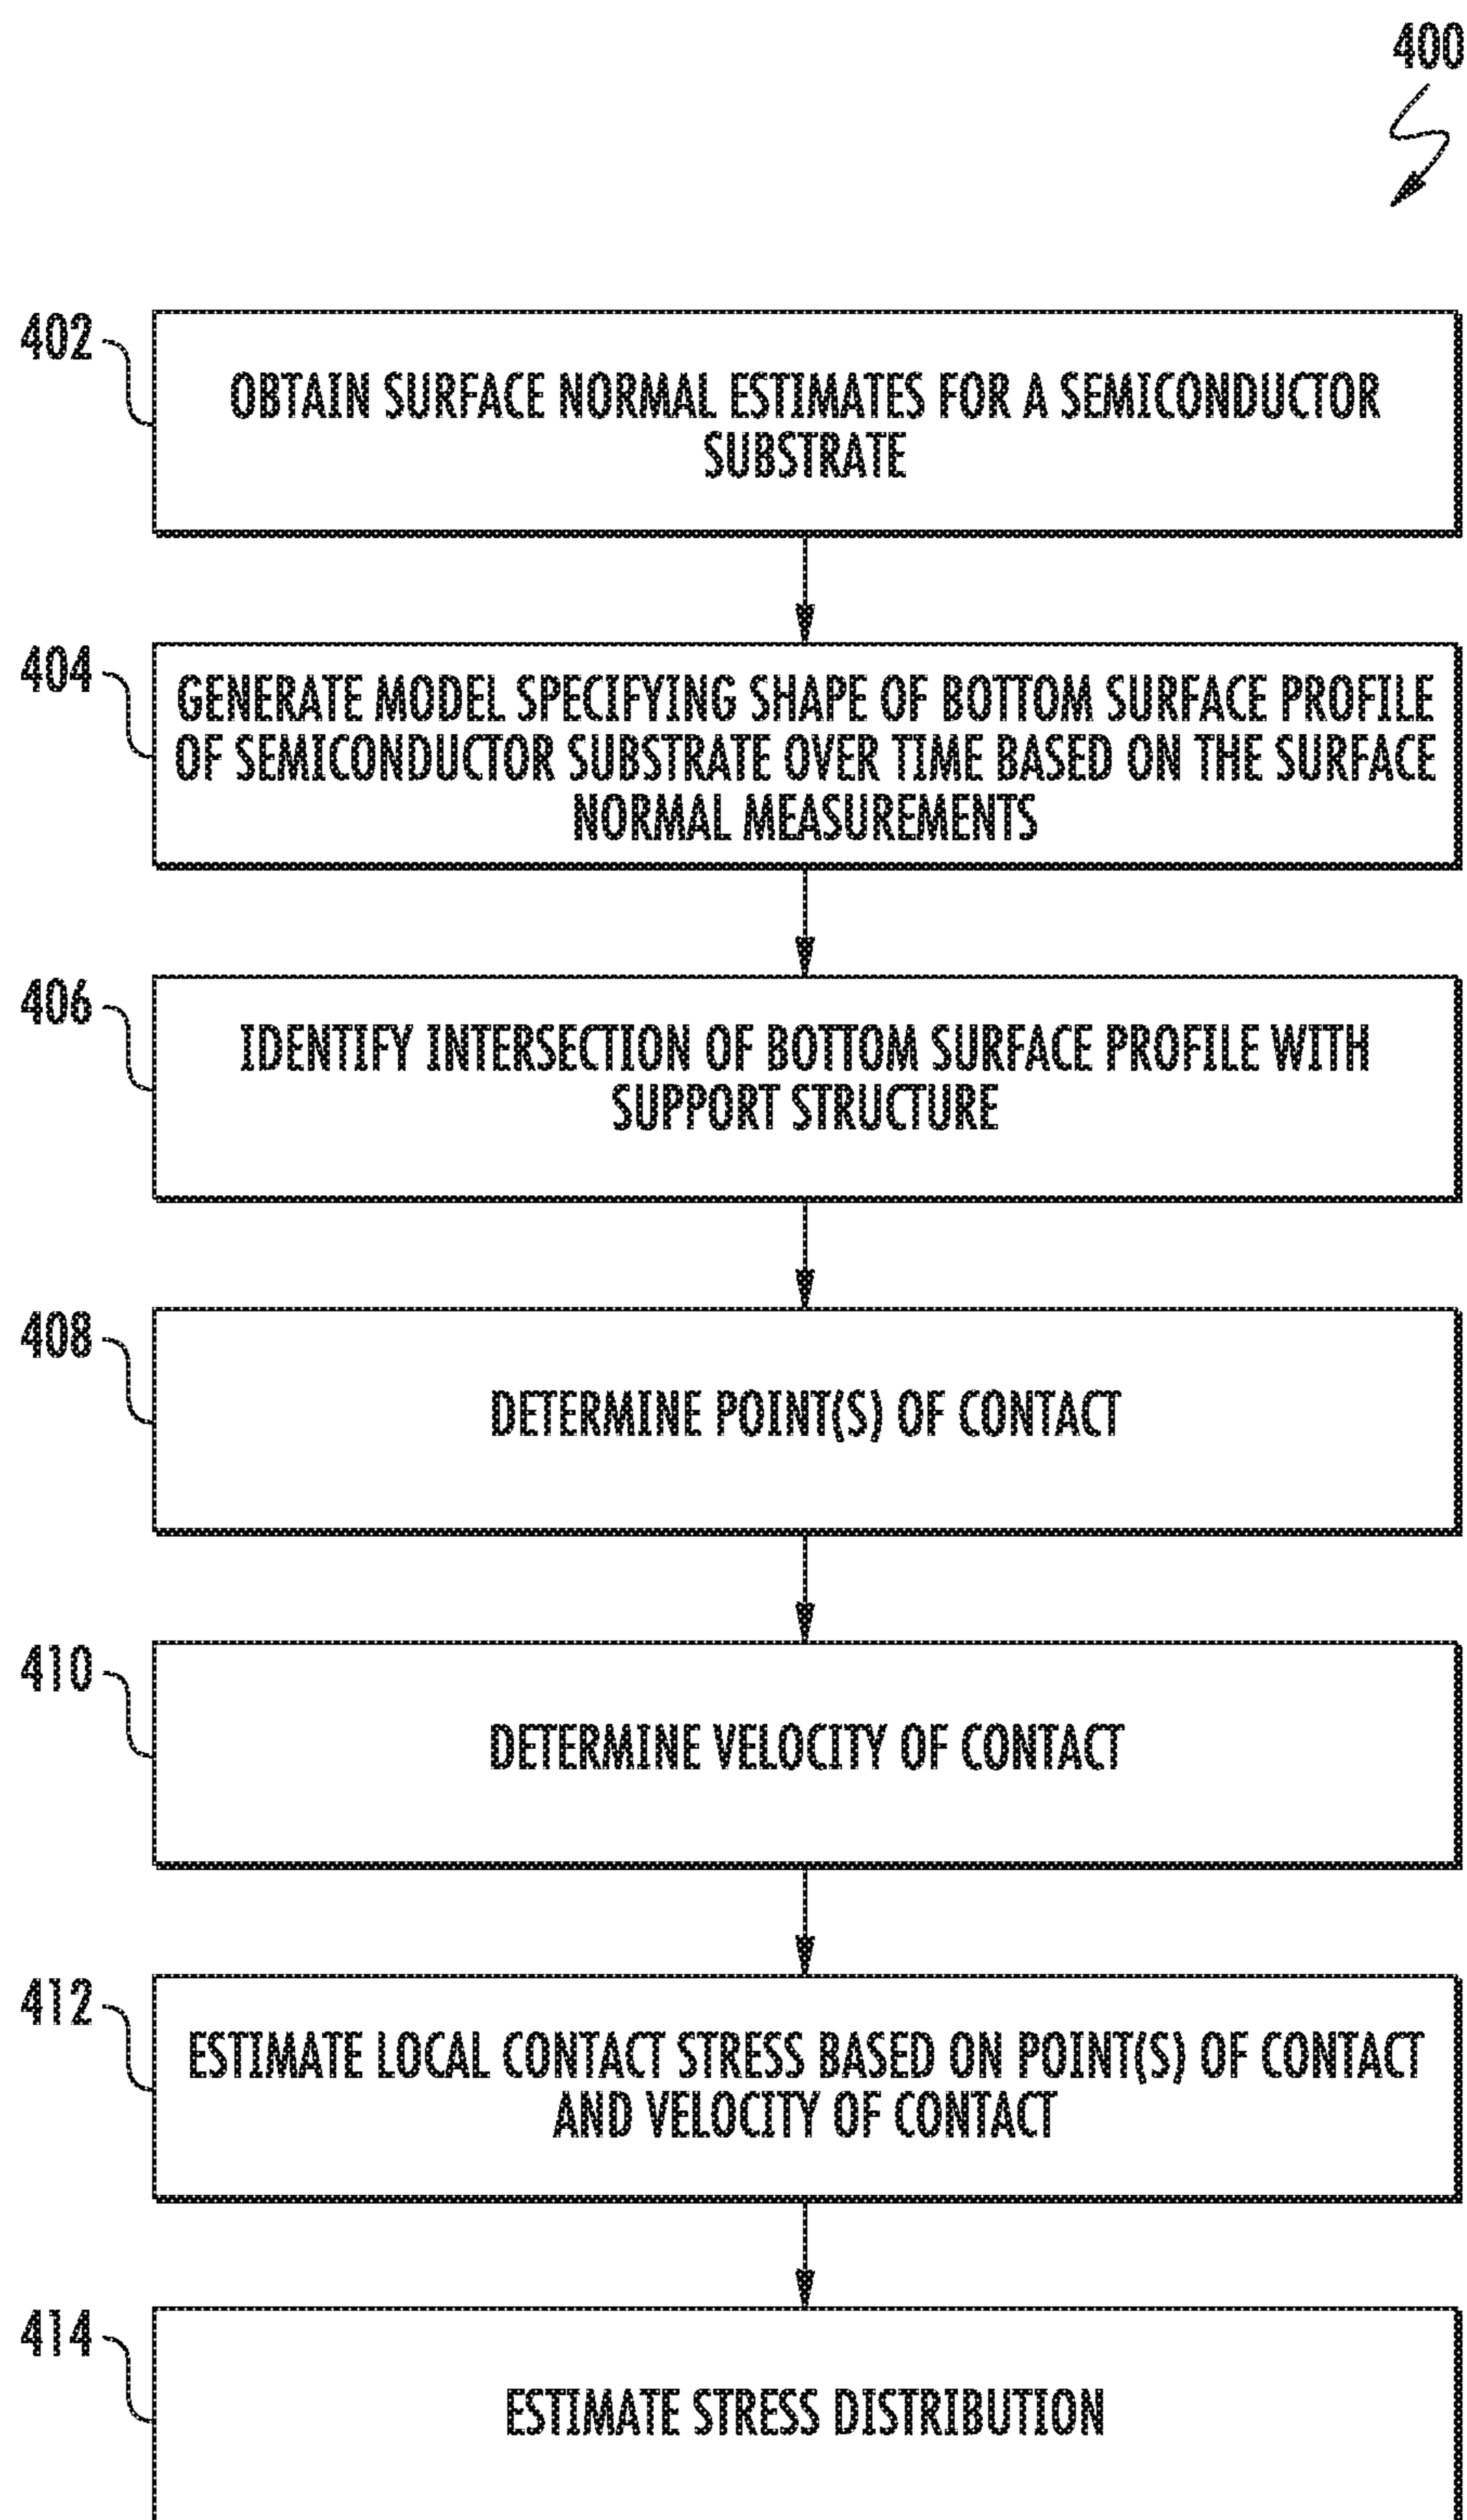 400
402
OBTAIN SURFACE NORMAL ESTIMATES FOR A SEMICONDUCTOR
SUBSTRATE
404
GENERATE MODEL SPECIFYING SHAPE OF BOTTOM SURFACE PROFILE
OF SEMICONDUCTOR SUBSTRATE OVER TIME BASED ON THE SURFACE
NORMAL MEASUREMENTS
406
IDENTIFY INTERSECTION OF BOTTOM SURFACE PROFILE WITH
SUPPORT STRUCTURE
408
DETERMINE POINT(S) OF CONTACT
410
DETERMINE VELOCITY OF CONTACT
412
ESTIMATE LOCAL CONTACT STRESS BASED ON POINT(S) OF CONTACT
AND VELOCITY OF CONTACT
414
ESTIMATE STRESS DISTRIBUTION